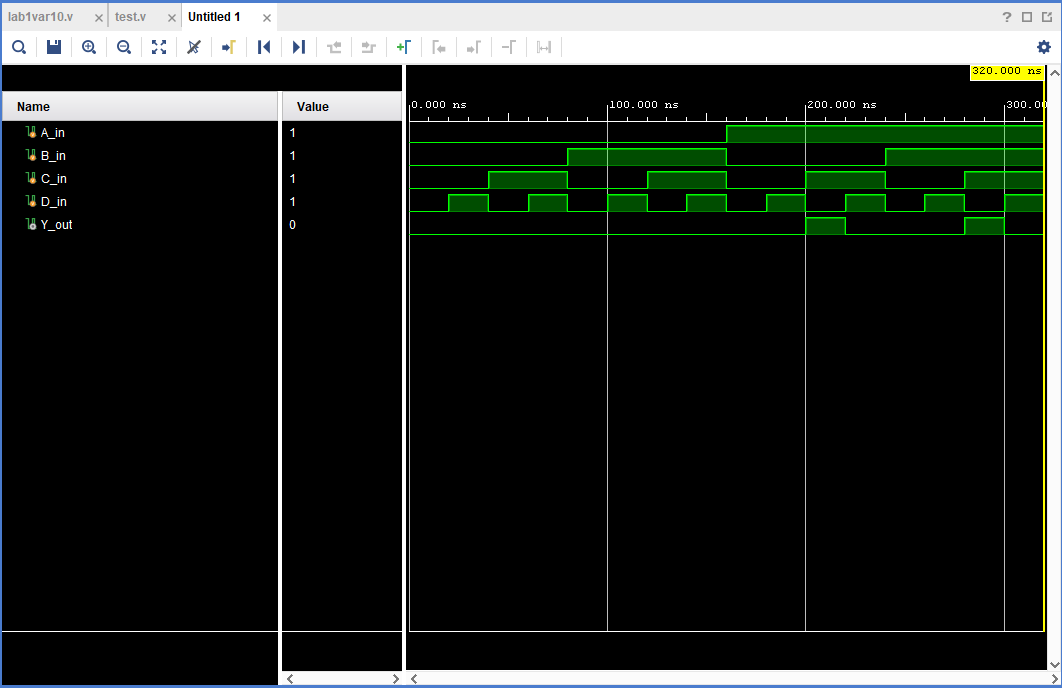 lab1var10.v × test.v × Untitled 1 ×
?
320.000 ns
Name Value
0.000 ns 100.000 ns 200.000 ns 300.00
A_in 1
B_in 1
C_in 1
D_in 1
Y_out 0